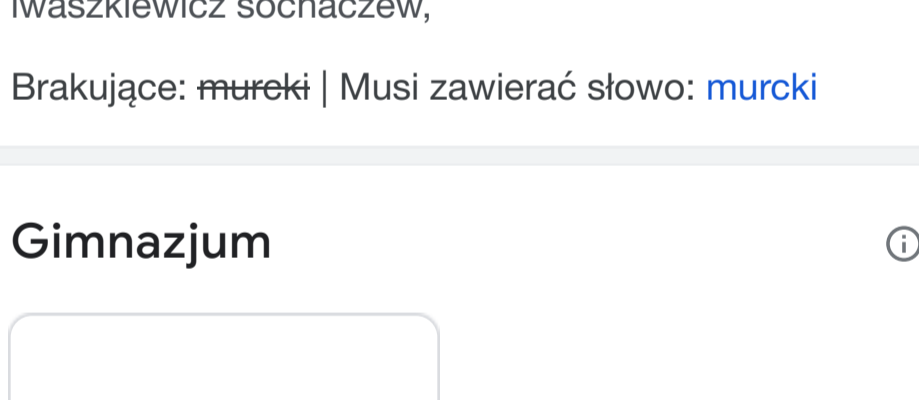 iwaszkiewicz sochaczew,
Brakujące: murcki | Musi zawierać słowo: murcki
Gimnazjum